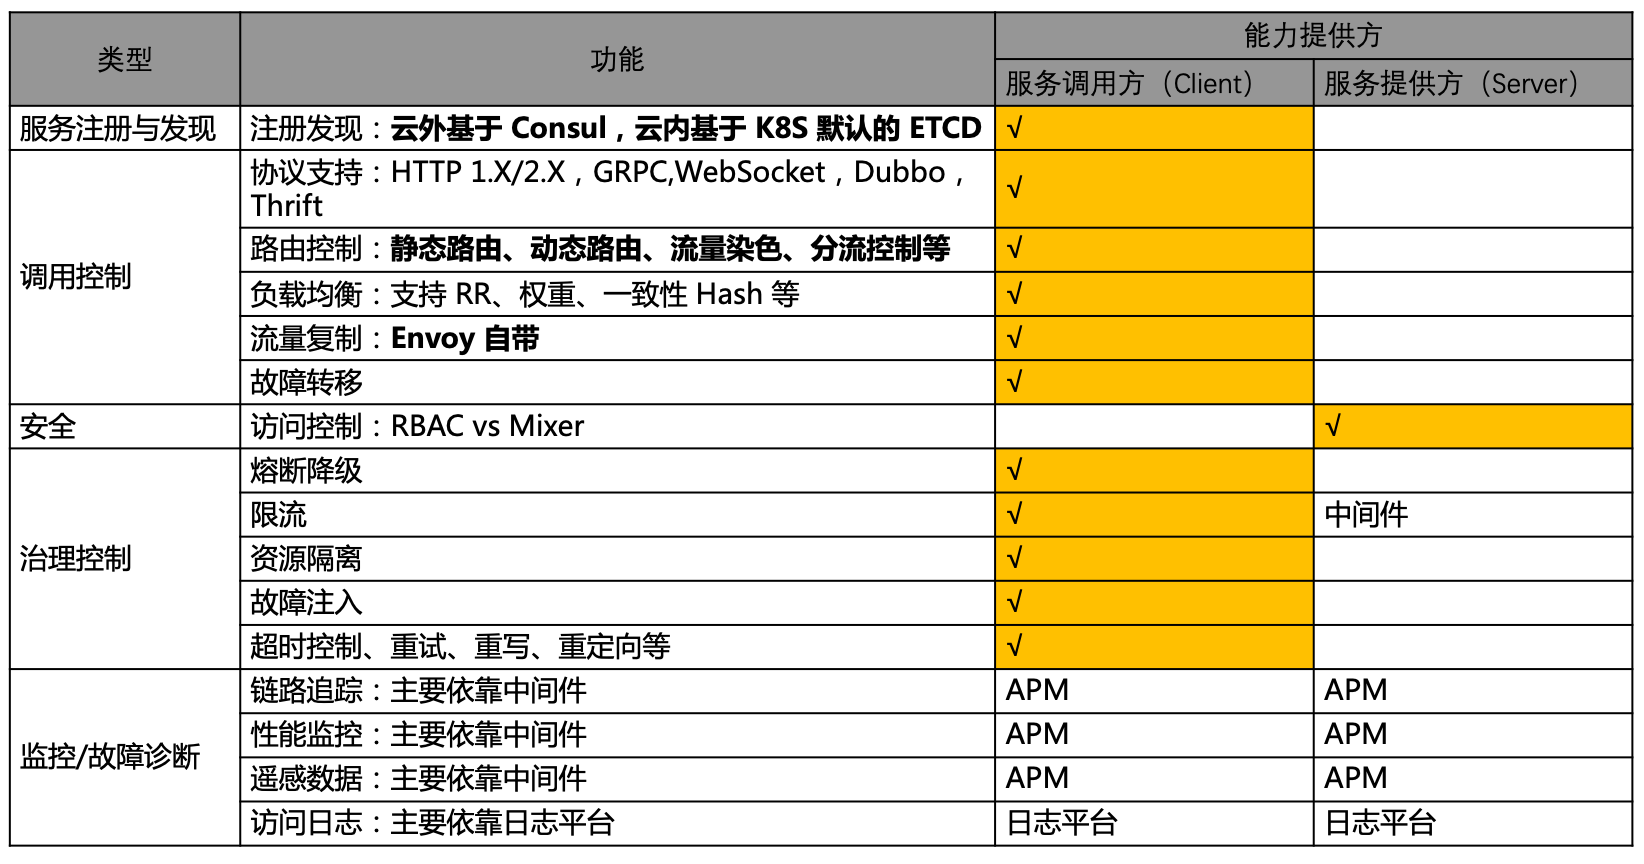 类型
功能
能力提供方
服务调用方（Client）
服务提供方（Server）
服务注册与发现
注册发现：云外基于 Consul，云内基于 K8S 默认的 ETCD
√
调用控制
协议支持：HTTP 1.X/2.X，GRPC,WebSocket，Dubbo，
Thrift
√
路由控制：静态路由、动态路由、流量染色、分流控制等
√
负载均衡：支持 RR、权重、一致性 Hash 等
√
流量复制：Envoy 自带
√
故障转移
√
安全
访问控制：RBAC vs Mixer
√
治理控制
熔断降级
√
限流
√
中间件
资源隔离
√
故障注入
√
超时控制、重试、重写、重定向等
√
监控/故障诊断
链路追踪：主要依靠中间件
APM
APM
性能监控：主要依靠中间件
APM
APM
遥感数据：主要依靠中间件
APM
APM
访问日志：主要依靠日志平台
日志平台
日志平台